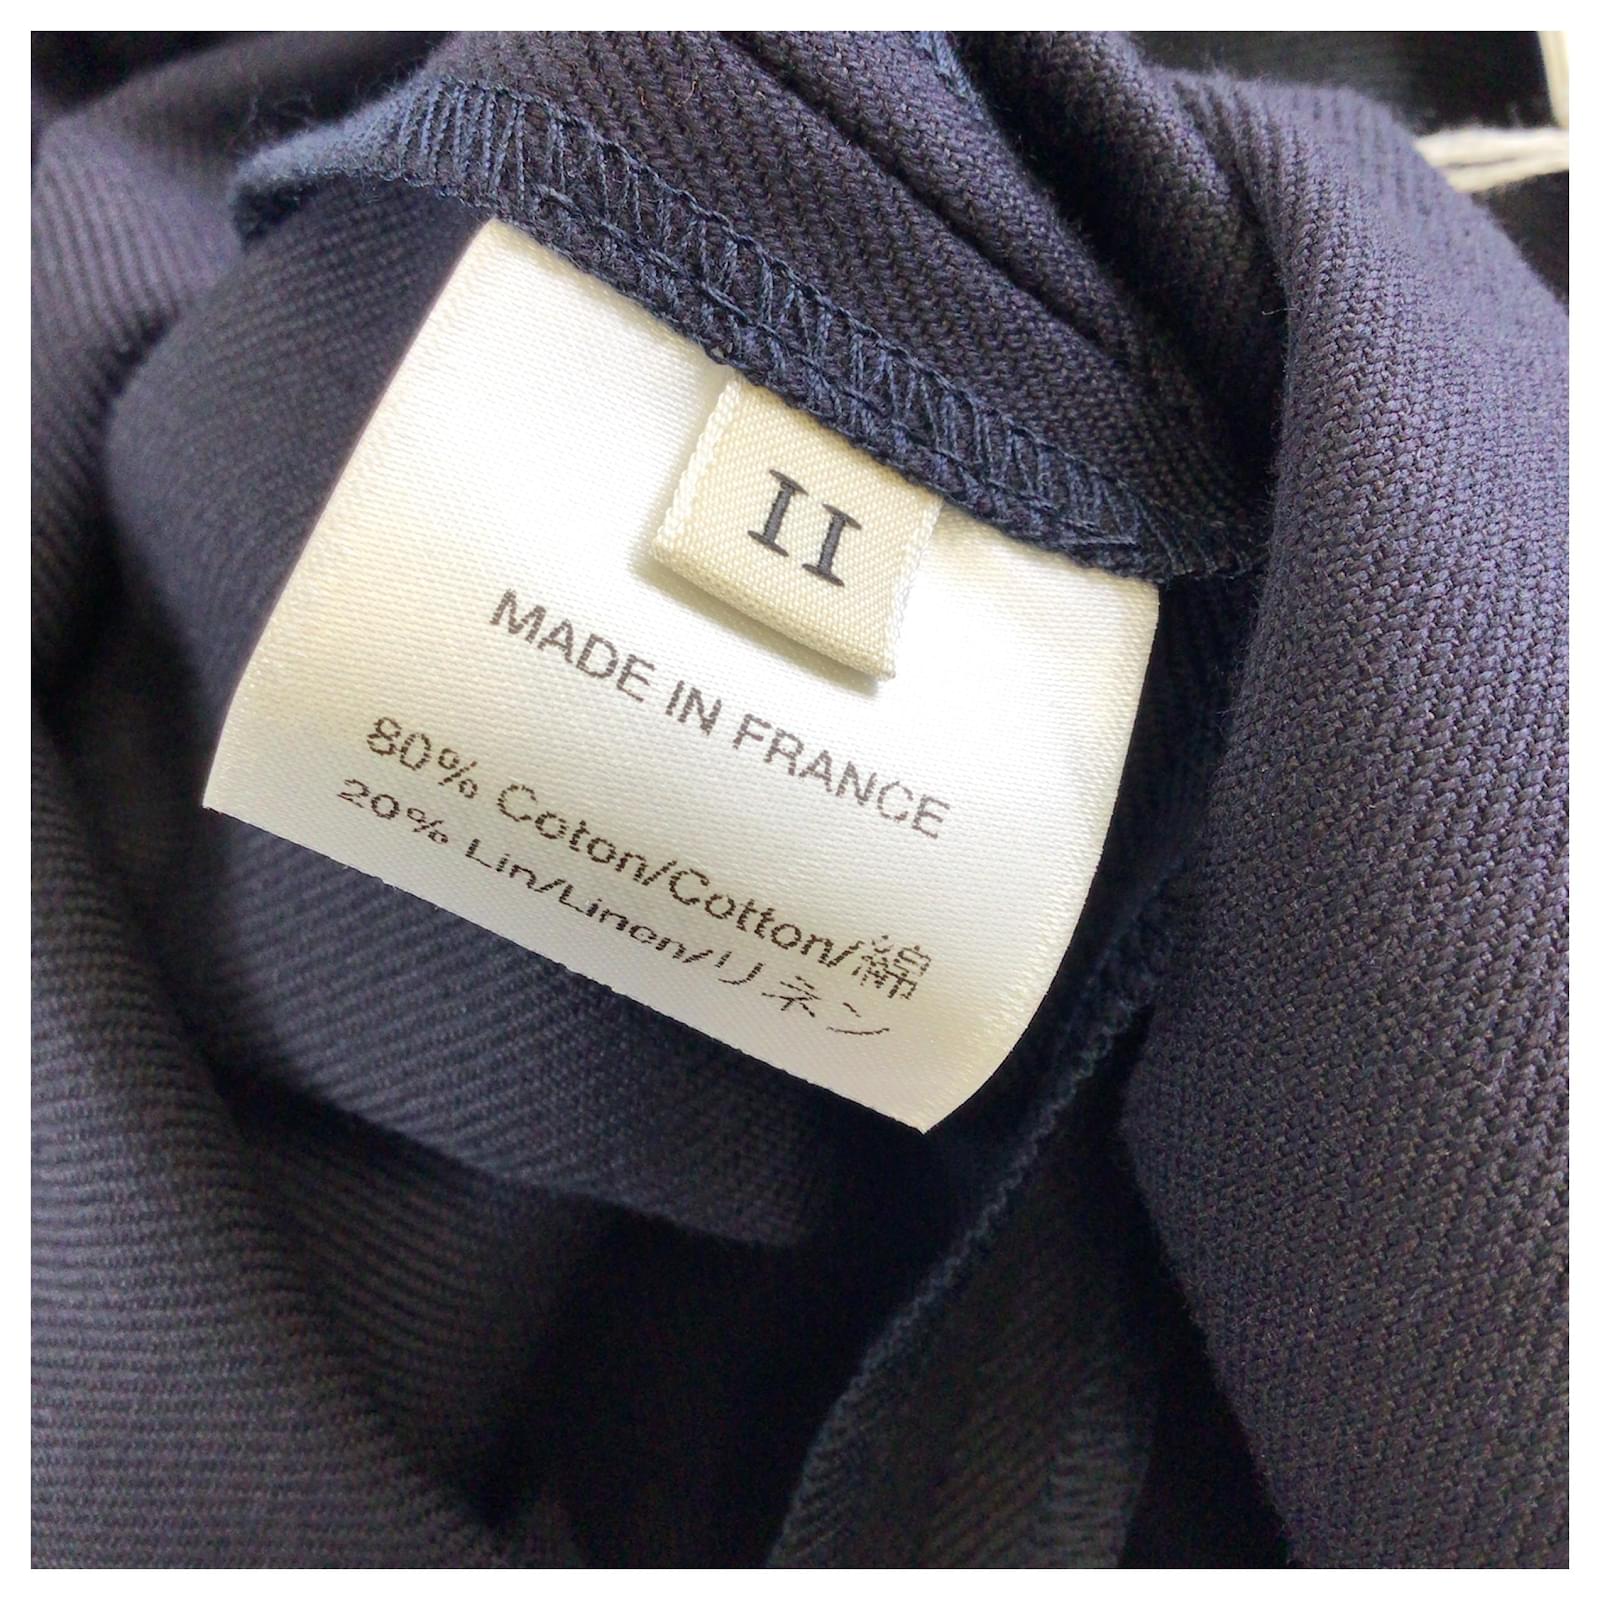 II
MADE IN FRANCE
80% Coton/Cotton/綿
20% Lin/Linen/リネン